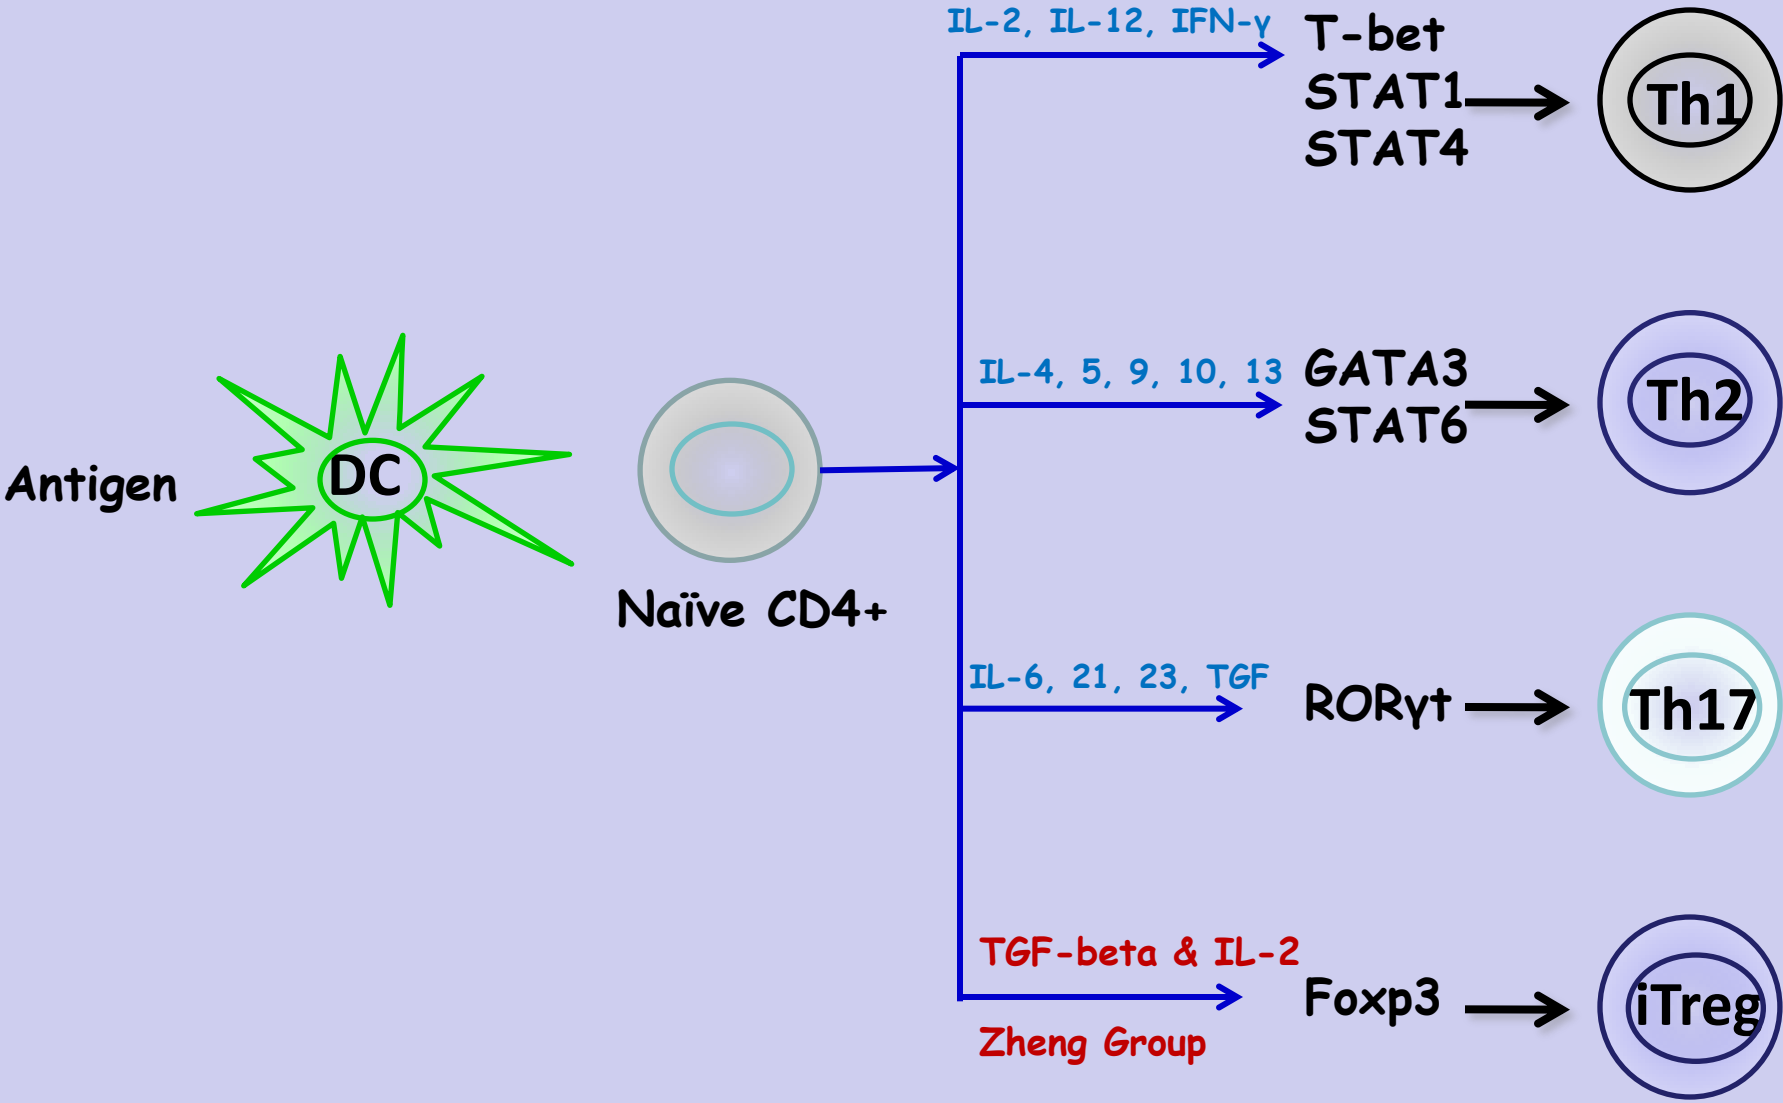 IL-2, IL-12, IFN-γ
T-bet
STAT1
STAT4
Th1
IL-4, 5, 9, 10, 13
GATA3
STAT6
Th2
Antigen
DC
Naïve CD4+
IL-6, 21, 23, TGF
RORγt
Th17
TGF-beta & IL-2
Zheng Group
Foxp3
iTreg